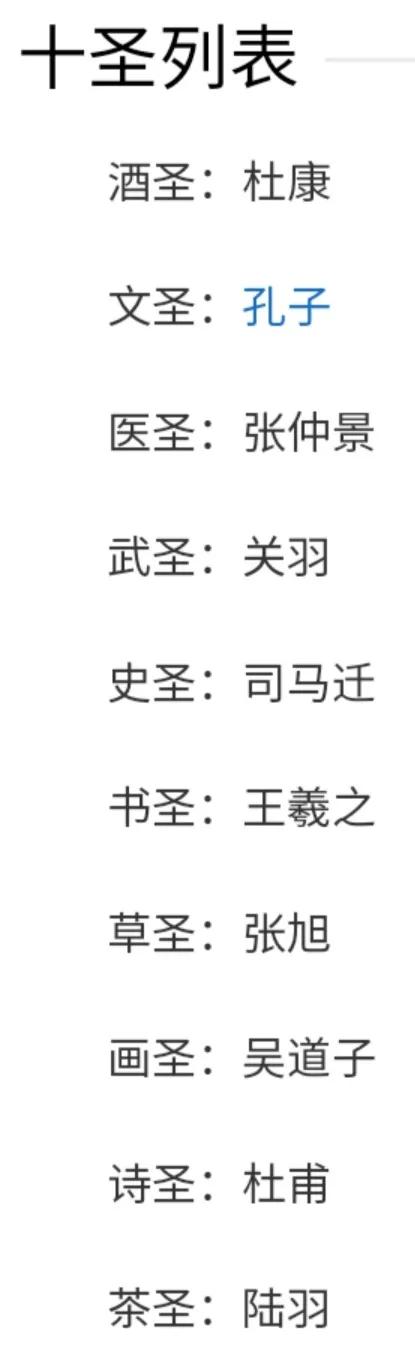 十圣列表
酒圣：杜康
文圣：孔子
医圣：张仲景
武圣：关羽
史圣：司马迁
书圣：王羲之
草圣：张旭
画圣：吴道子
诗圣：杜甫
茶圣：陆羽